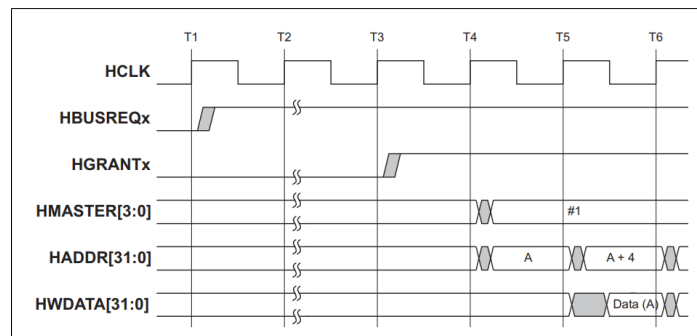 T1 T2 T3 T4 T5 T6
HCLK
HBUSREQx
HGRANTx
HMASTER[3:0] #1
HADDR[31:0] A A + 4
HWDATA[31:0] Data (A)